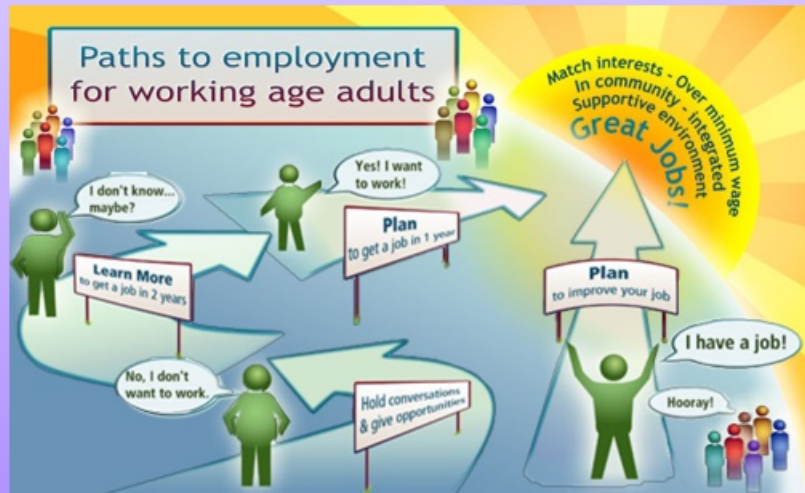 Paths to employment
for working age adults
Match interests - Over minimum wage
In community - integrated
Supportive environment
Great Jobs!
I don't know...
maybe?
Yes! I want
to work!
Learn More
to get a job in 2 years
Plan
to get a job in 1 year
Plan
to improve your job
No, I don't
want to work.
Hold conversations
& give opportunities
I have a job!
Hooray!